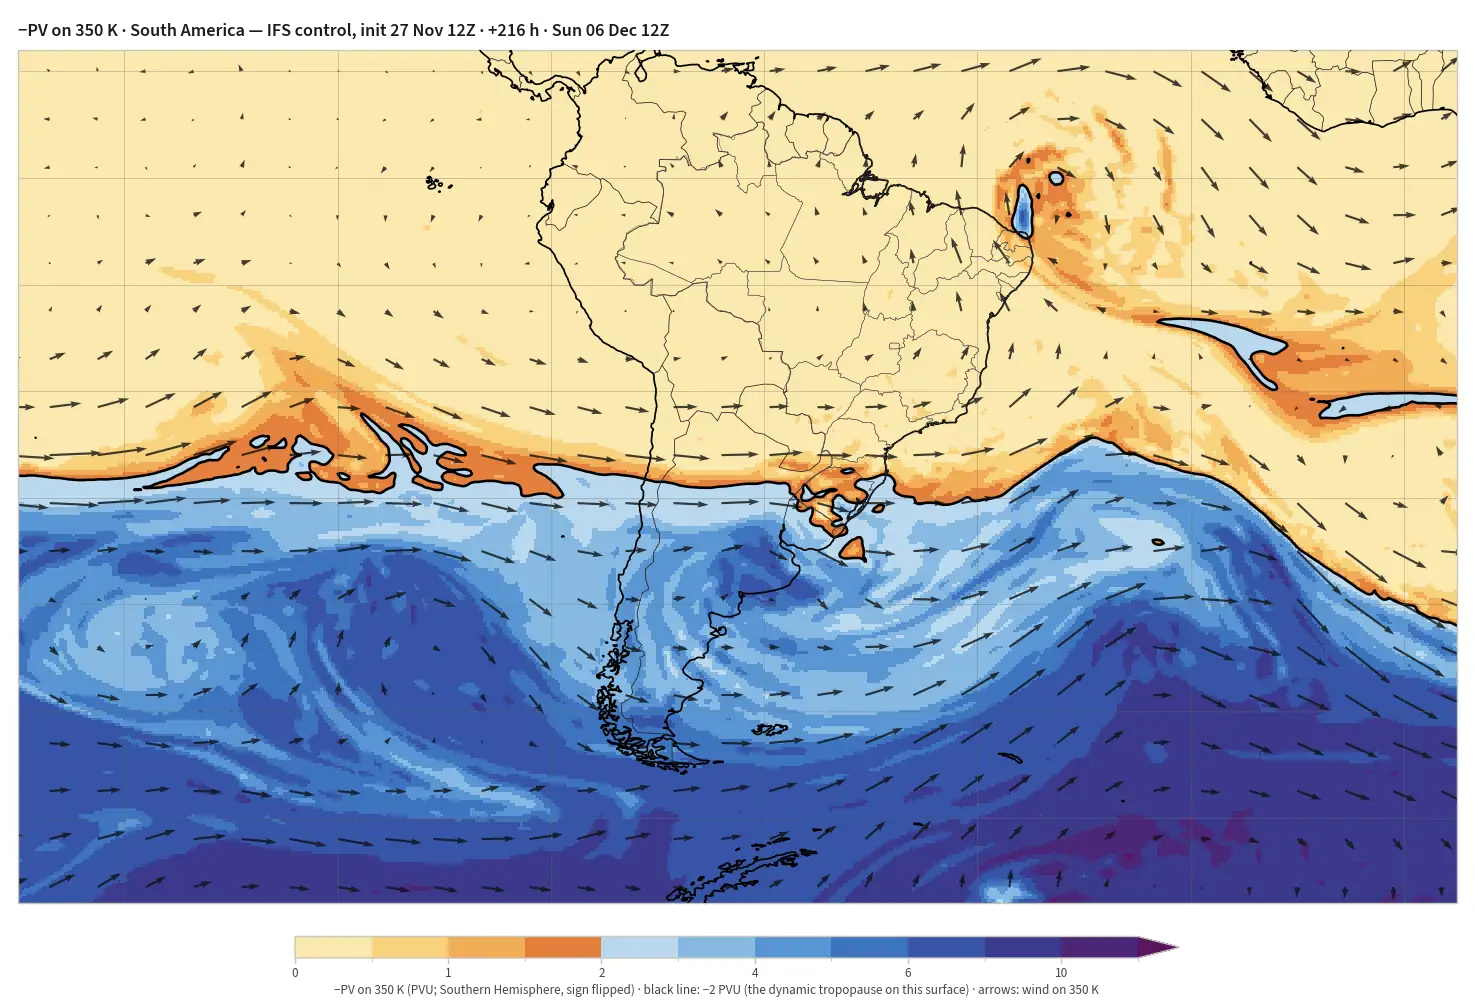 −PV on 350 K · South America — IFS control, init 27 Nov 12Z · +216 h · Sun 06 Dec 12Z
0 1 2 4 6 10
−PV on 350 K (PVU; Southern Hemisphere, sign flipped) · black line: −2 PVU (the dynamic tropopause on this surface) · arrows: wind on 350 K